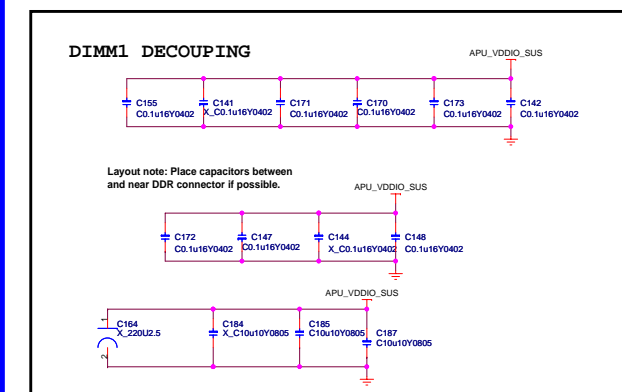 DIMM1 DECOUPING
APU_VDDIO_SUS
C155 C141 C171 C170 C173 C142
C0.1u16Y0402 X_C0.1u16Y0402 C0.1u16Y0402 C0.1u16Y0402 C0.1u16Y0402 C0.1u16Y0402
Layout note: Place capacitors between
and near DDR connector if possible.
APU_VDDIO_SUS
C172 C147 C144 C148
C0.1u16Y0402 C0.1u16Y0402 X_C0.1u16Y0402 C0.1u16Y0402
APU_VDDIO_SUS
1
C164 C184 C185 C187
X_220U2.5 X_C10u10Y0805 C10u10Y0805 C10u10Y0805
2